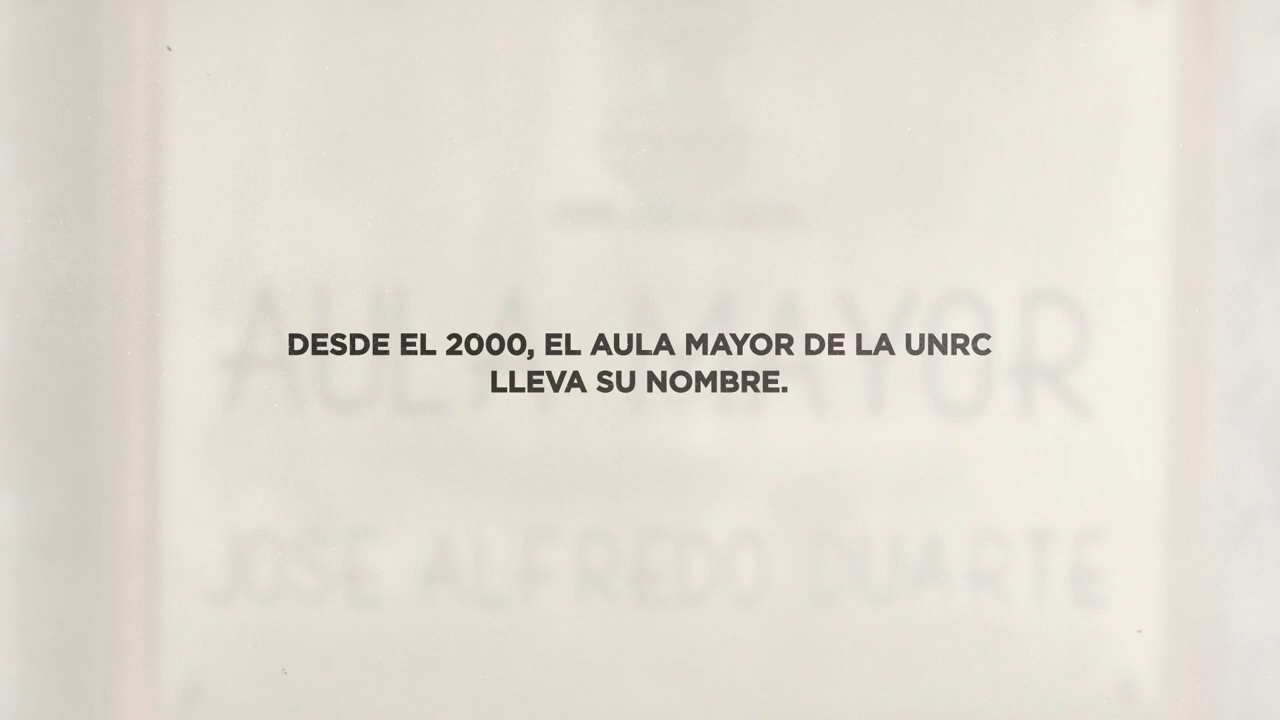 DESDE EL 2000, EL AULA MAYOR DE LA UNRC
LLEVA SU NOMBRE.
AULA MAYOR
JOSE ALFREDO DUARTE